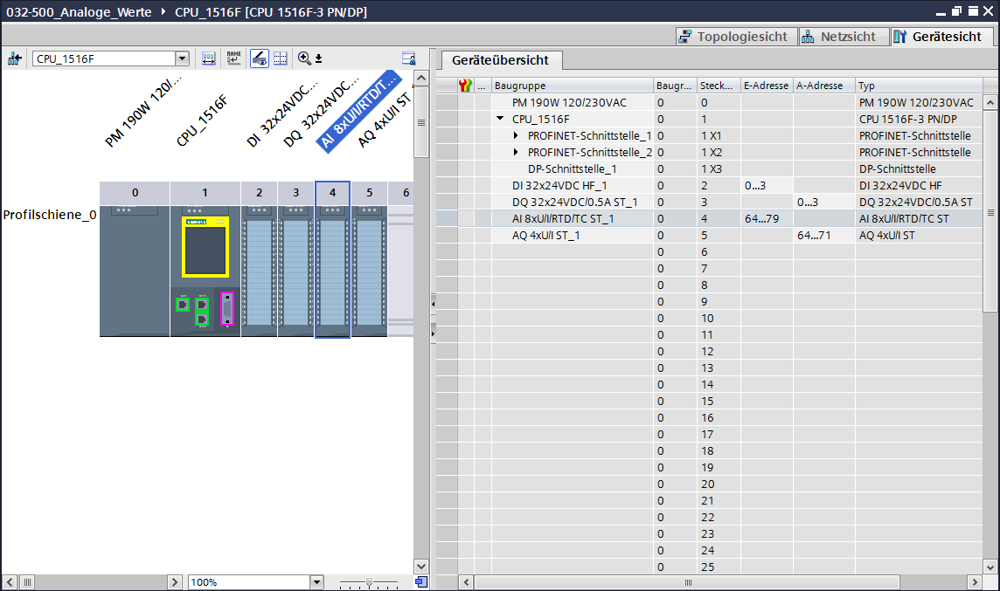 032-500_Analoge_Werte ▸ CPU_1516F [CPU 1516F-3 PN/DP]
Topologiesicht Netzsicht Gerätesicht
CPU_1516F
Geräteübersicht
PM 190W 120/...
CPU_1516F
DI 32x24VDC...
DQ 32x24VDC...
AI 8xU/I/RTD/T...
AQ 4xU/I ST
0 1 2 3 4 5 6
Profilschiene_0
SIEMENS
100%
... Baugruppe Baugr... Steck... E-Adresse A-Adresse Typ
PM 190W 120/230VAC 0 0 PM 190W 120/230VAC
CPU_1516F 0 1 CPU 1516F-3 PN/DP
PROFINET-Schnittstelle_1 0 1 X1 PROFINET-Schnittstelle
PROFINET-Schnittstelle_2 0 1 X2 PROFINET-Schnittstelle
DP-Schnittstelle_1 0 1 X3 DP-Schnittstelle
DI 32x24VDC HF_1 0 2 0...3 DI 32x24VDC HF
DQ 32x24VDC/0.5A ST_1 0 3 0...3 DQ 32x24VDC/0.5A ST
AI 8xU/I/RTD/TC ST_1 0 4 64...79 AI 8xU/I/RTD/TC ST
AQ 4xU/I ST_1 0 5 64...71 AQ 4xU/I ST
0 6
0 7
0 8
0 9
0 10
0 11
0 12
0 13
0 14
0 15
0 16
0 17
0 18
0 19
0 20
0 21
0 22
0 23
0 24
0 25